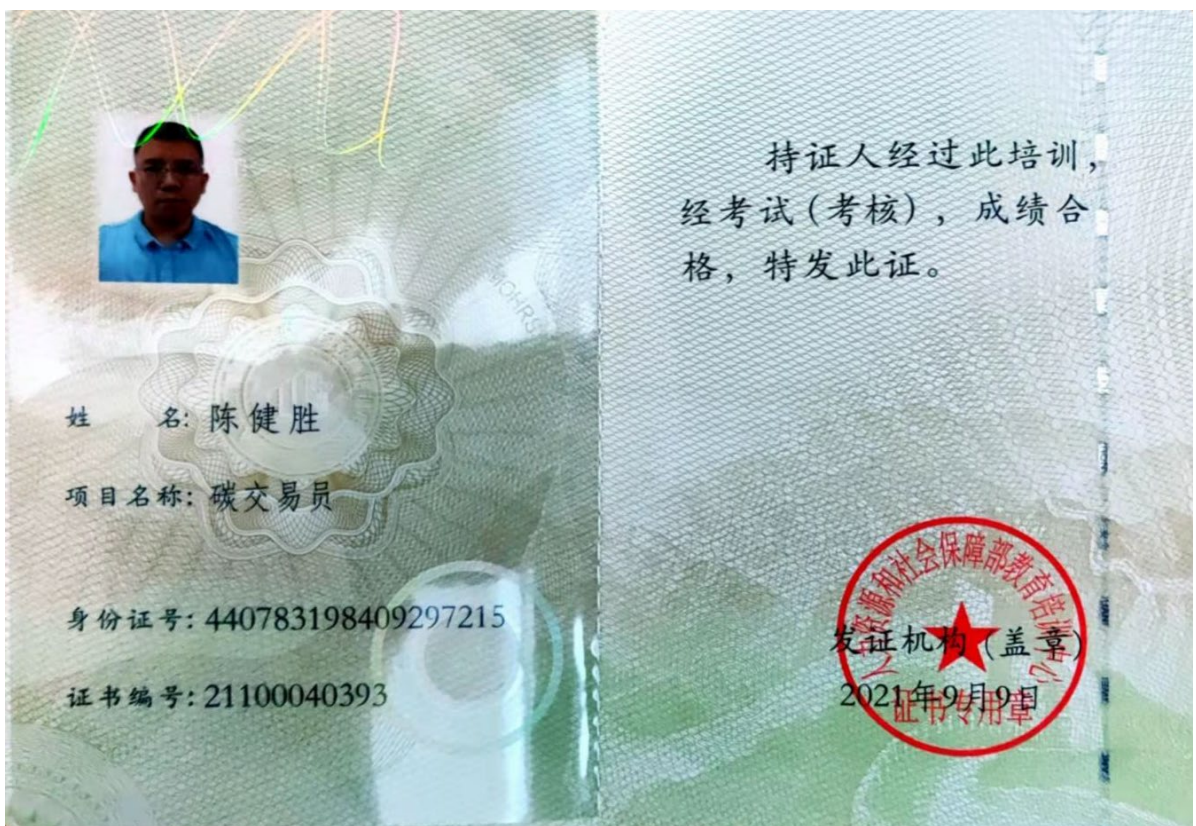 姓 名: 陈健胜
项目名称: 碳交易员
身份证号: 440783198409297215
证书编号: 21100040393
持证人经过此培训，
经考试（考核），成绩合
格，特发此证。
人力资源和社会保障部教育培训中心
发证机构（盖章）
2021年9月9日
证书专用章
MOHRSS